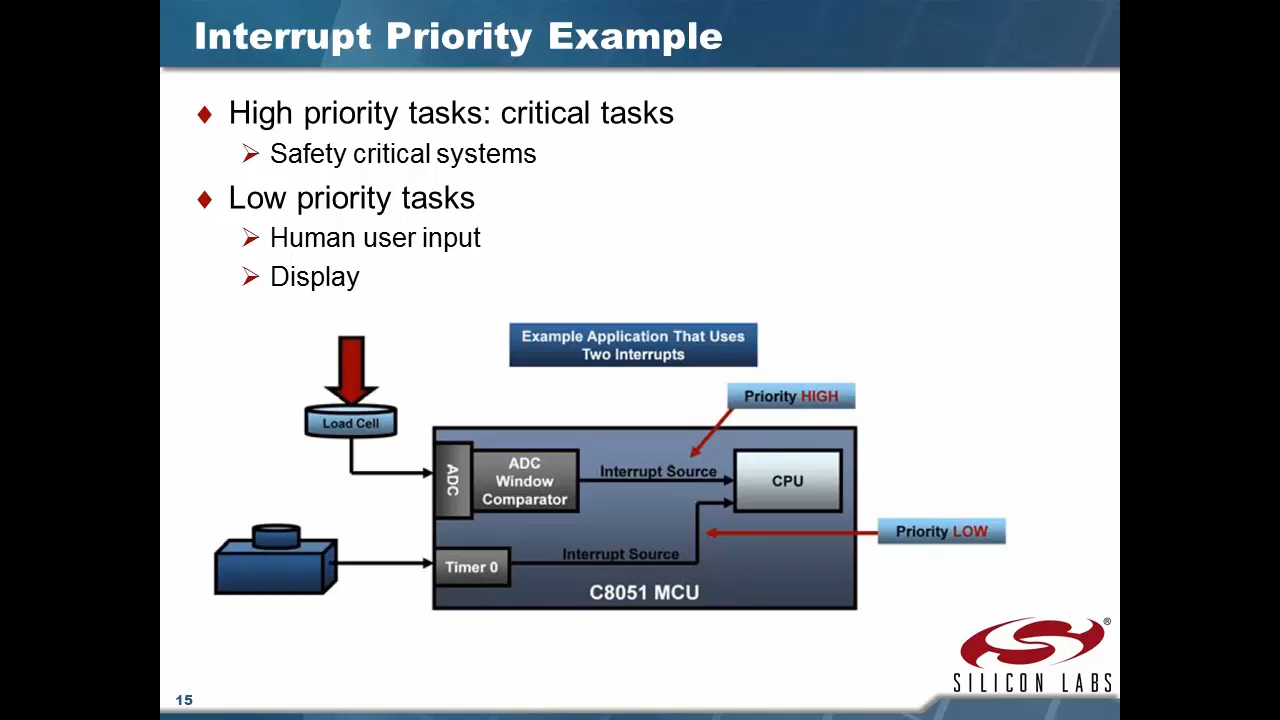 Interrupt Priority Example
High priority tasks: critical tasks
Safety critical systems
Low priority tasks
Human user input
Display
Example Application That Uses
Two Interrupts
Priority HIGH
Load Cell
ADC
ADC
Window
Comparator
Interrupt Source
CPU
Priority LOW
Interrupt Source
Timer 0
C8051 MCU
®
SILICON LABS
15